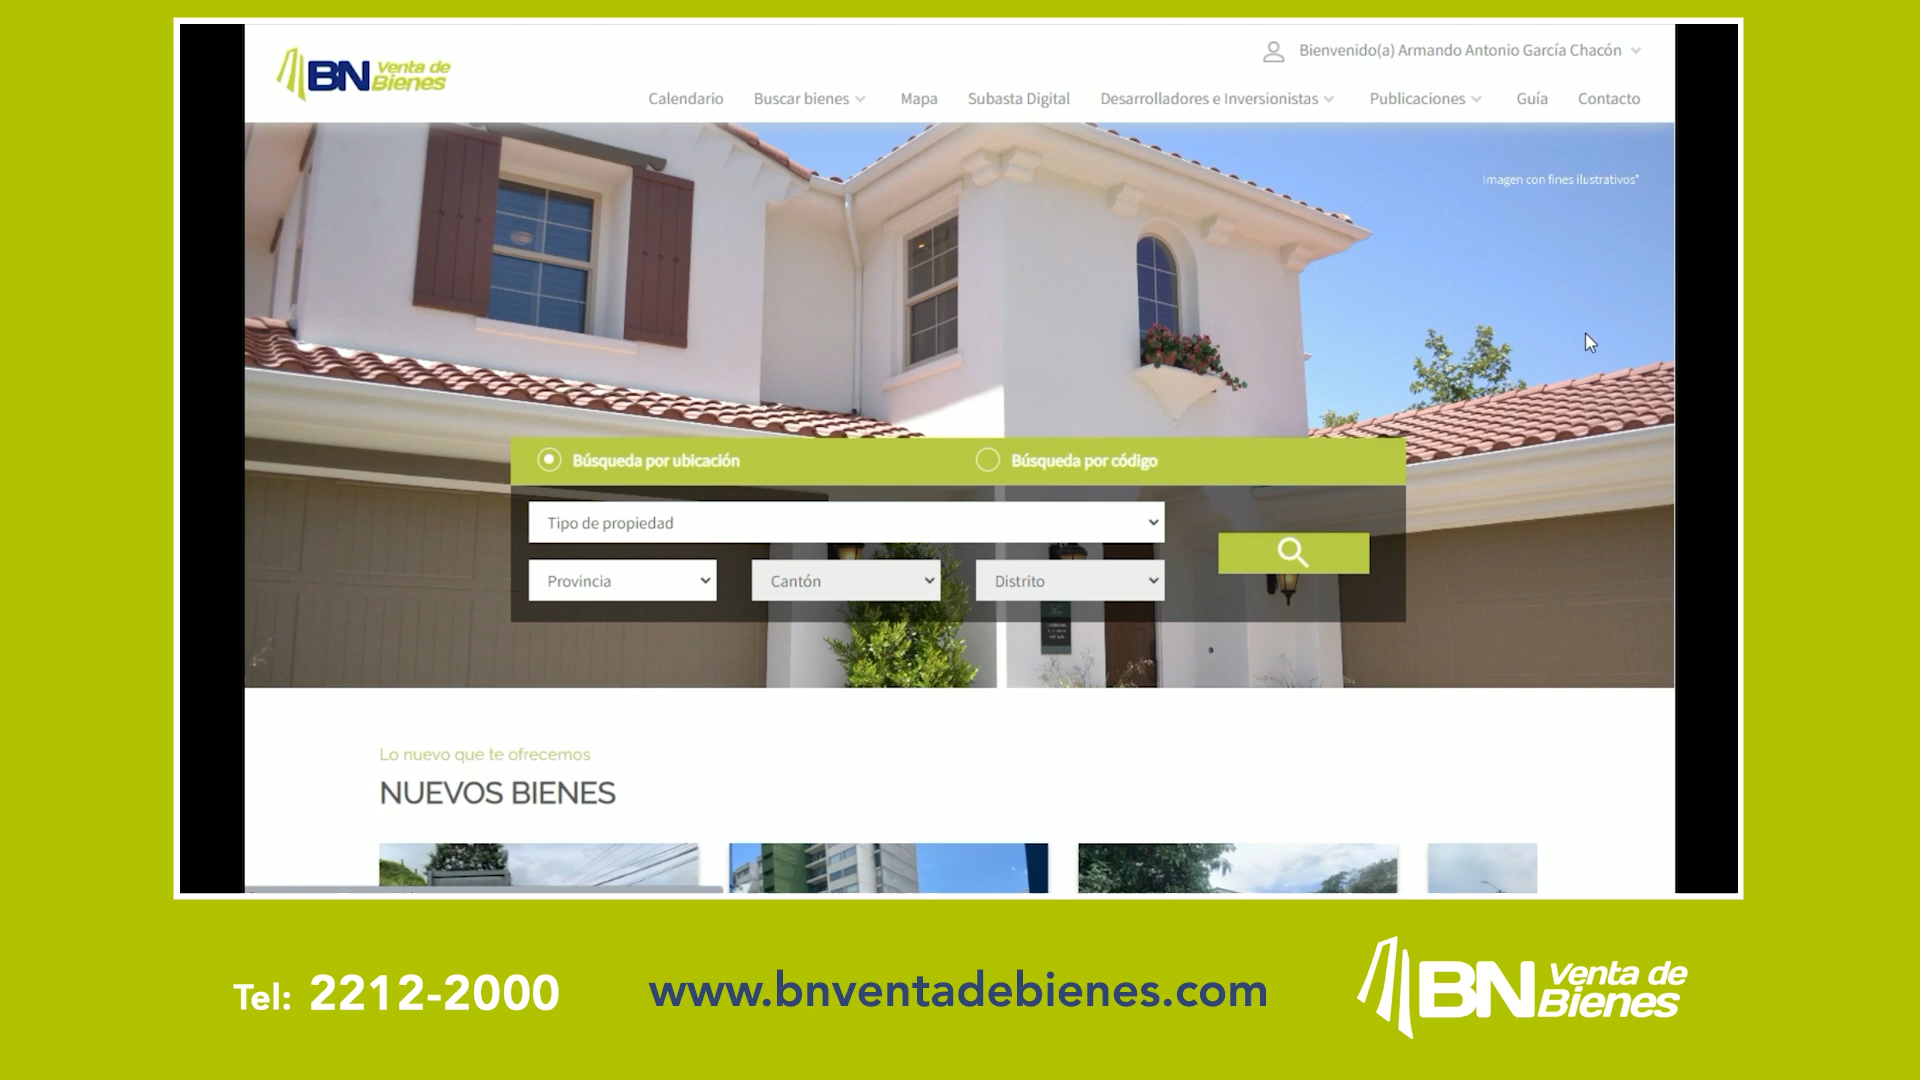 BN Venta de Bienes
Bienvenido(a) Armando Antonio García Chacón
Calendario Buscar bienes Mapa Subasta Digital Desarrolladores e Inversionistas Publicaciones Guía Contacto
Imagen con fines ilustrativos*
Búsqueda por ubicación Búsqueda por código
Tipo de propiedad
Provincia Cantón Distrito
Lo nuevo que te ofrecemos
NUEVOS BIENES
Tel: 2212-2000 www.bnventadebienes.com BN Venta de Bienes